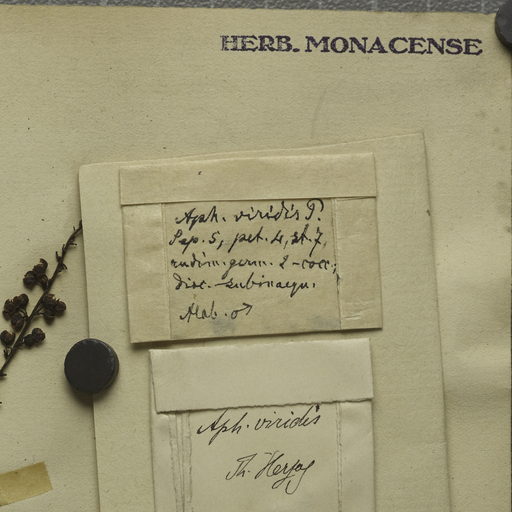 HERB. MONACENSE
Aph. viridis P.
Sep. 5, pet. 4, st. 7,
rudim. germ. 2-cocc.,
disc. subinaequ.
Alab. ♂
Aph. viridis
Th. Herzog